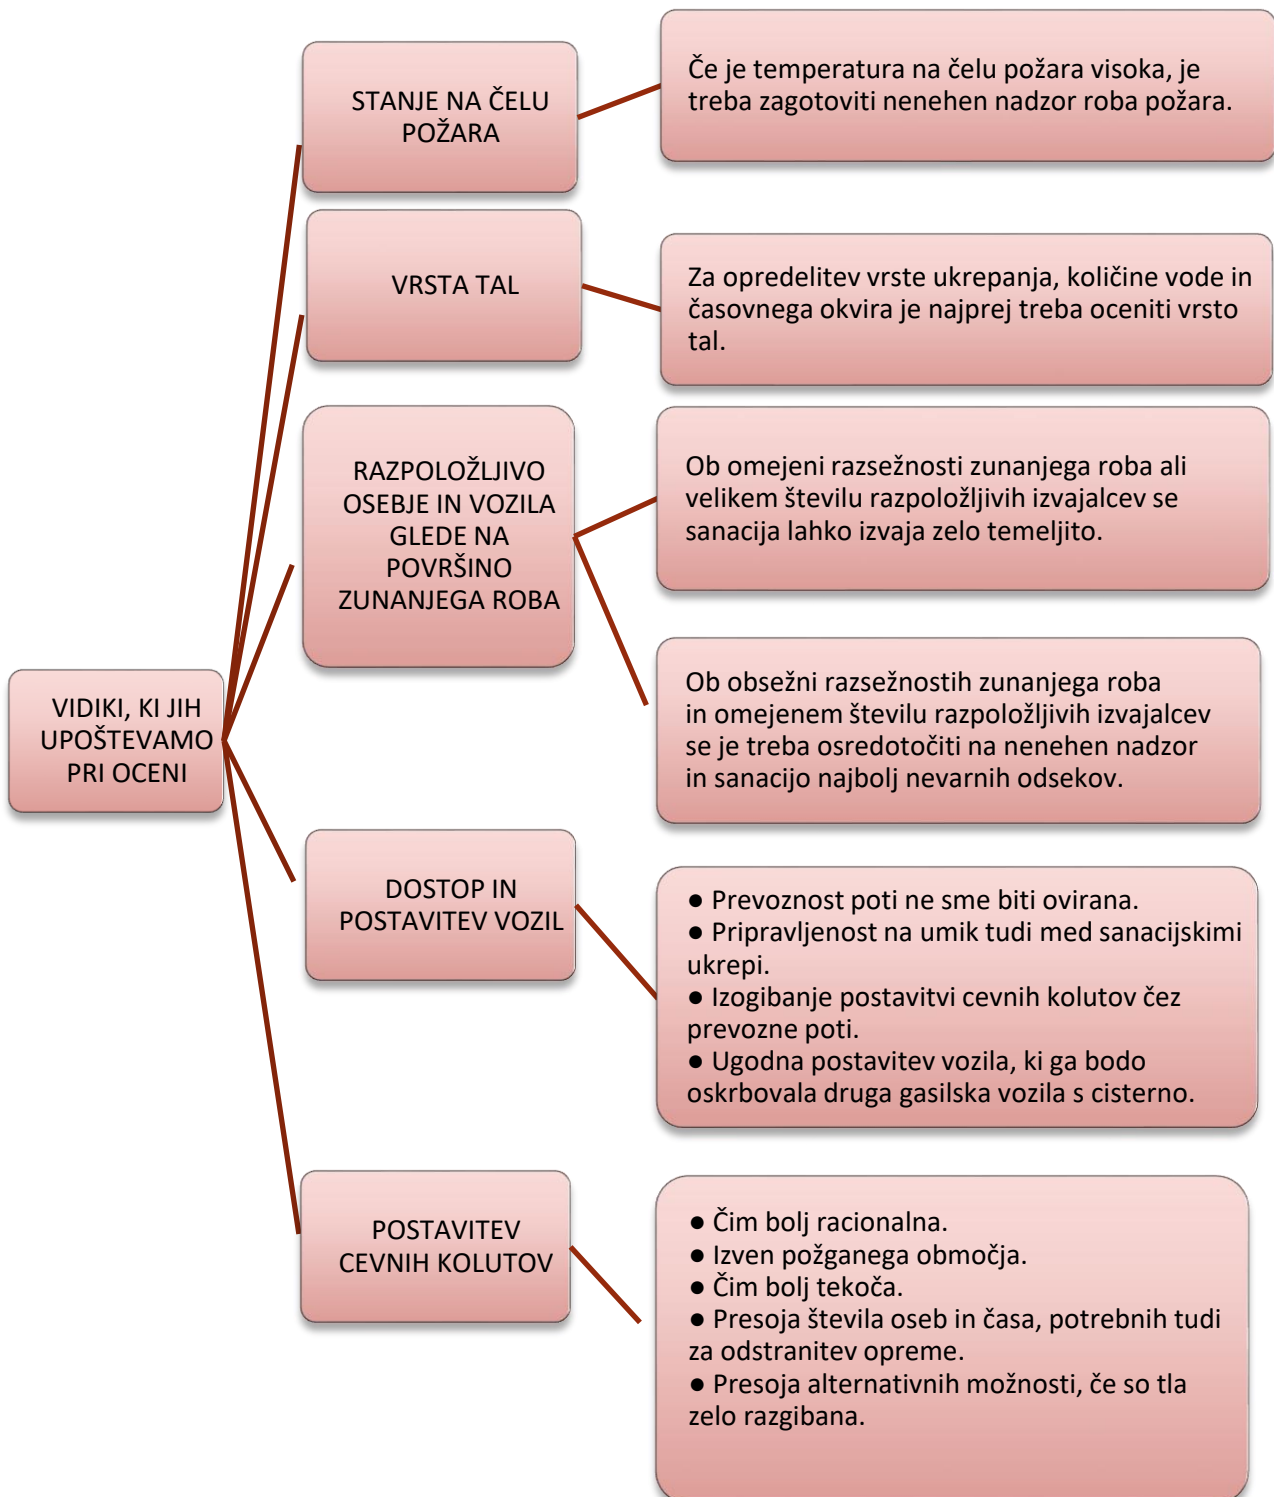 STANJE NA ČELU
POŽARA
Če je temperatura na čelu požara visoka, je
treba zagotoviti nenehen nadzor roba požara.
VRSTA TAL
Za opredelitev vrste ukrepanja, količine vode in
časovnega okvira je najprej treba oceniti vrsto
tal.
RAZPOLOŽLJIVO
OSEBJE IN VOZILA
GLEDE NA
POVRŠINO
ZUNANJEGA ROBA
Ob omejeni razsežnosti zunanjega roba ali
velikem številu razpoložljivih izvajalcev se
sanacija lahko izvaja zelo temeljito.
Ob obsežni razsežnostih zunanjega roba
in omejenem številu razpoložljivih izvajalcev
se je treba osredotočiti na nenehen nadzor
in sanacijo najbolj nevarnih odsekov.
VIDIKI, KI JIH
UPOŠTEVAMO
PRI OCENI
DOSTOP IN
POSTAVITEV VOZIL
● Prevoznost poti ne sme biti ovirana.
● Pripravljenost na umik tudi med sanacijskimi
ukrepi.
● Izogibanje postavitvi cevnih kolutov čez
prevozne poti.
● Ugodna postavitev vozila, ki ga bodo
oskrbovala druga gasilska vozila s cisterno.
POSTAVITEV
CEVNIH KOLUTOV
● Čim bolj racionalna.
● Izven požganega območja.
● Čim bolj tekoča.
● Presoja števila oseb in časa, potrebnih tudi
za odstranitev opreme.
● Presoja alternativnih možnosti, če so tla
zelo razgibana.